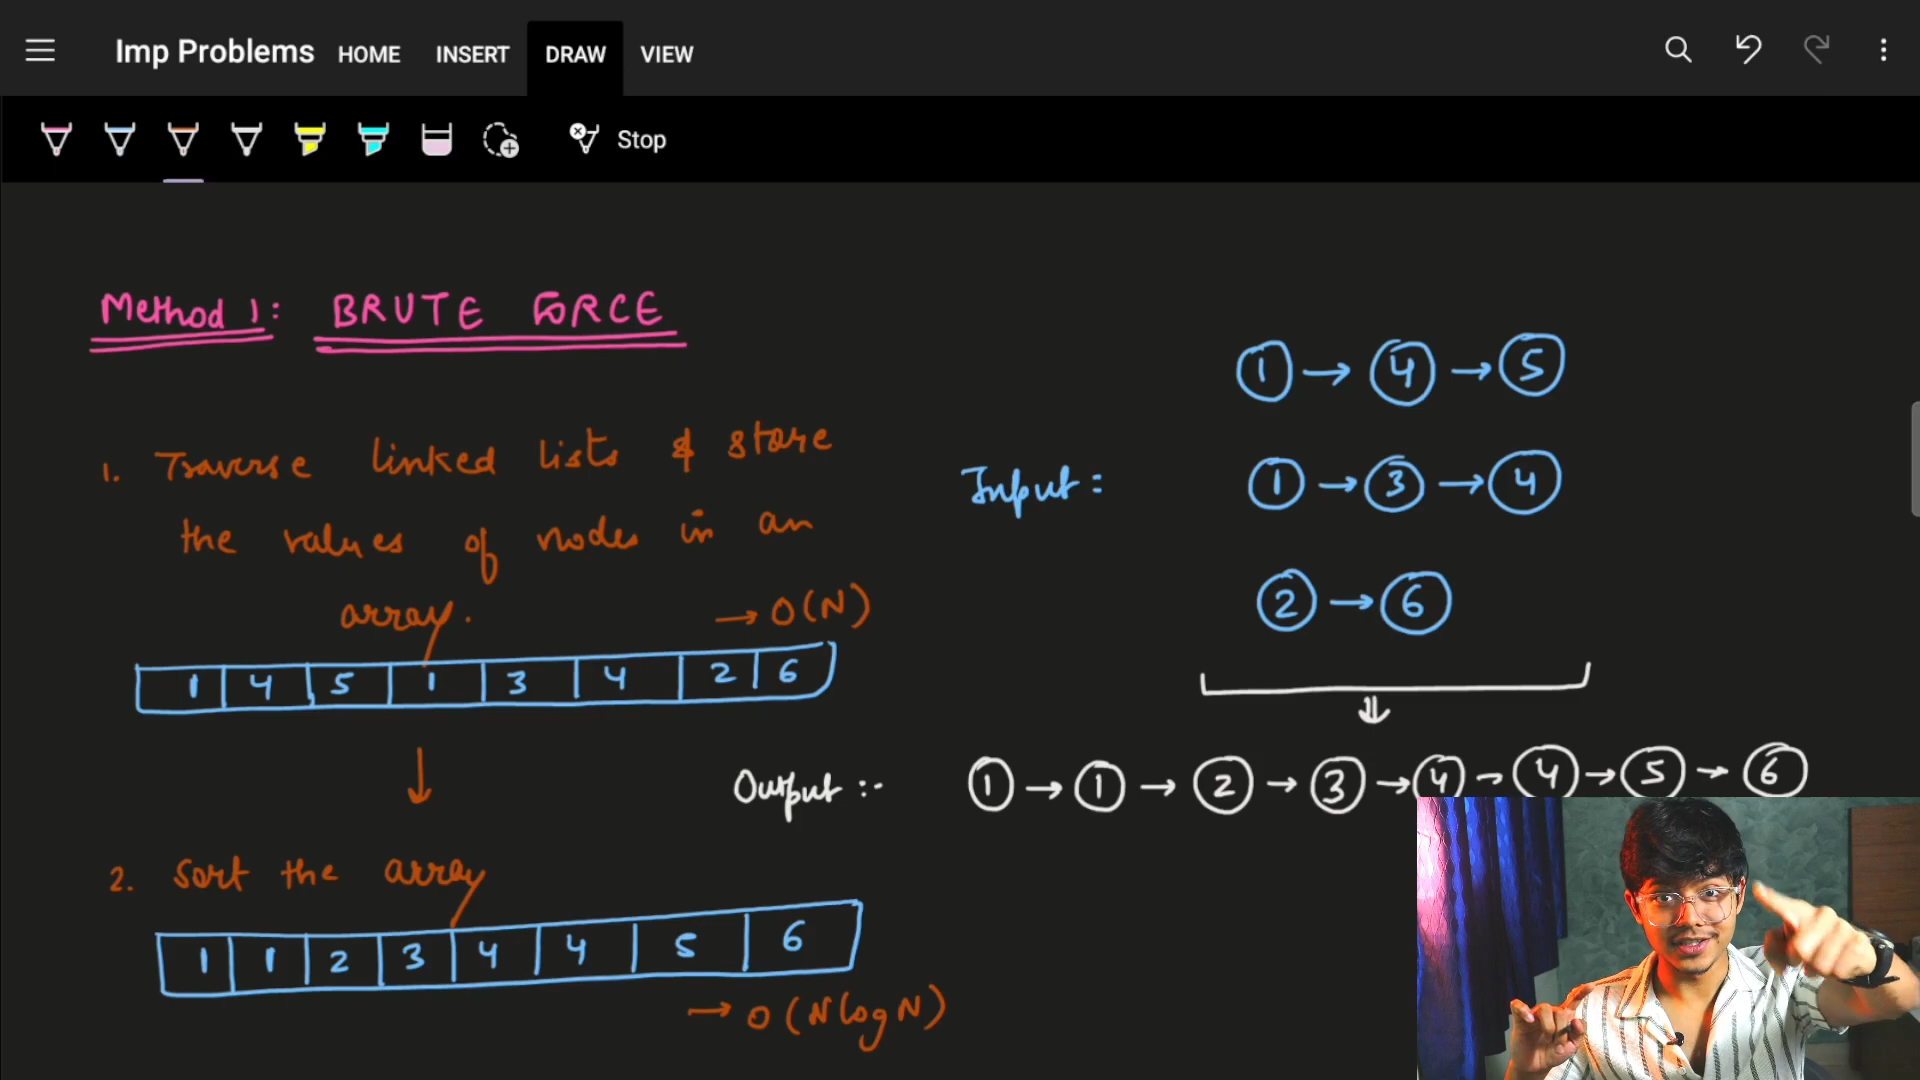 Imp Problems HOME INSERT DRAW VIEW
Stop
Method 1: BRUTE FORCE
1. Traverse linked lists & store
the values of nodes in an
array.
→ O(N)
1 4 5 1 3 4 2 6
↓
2. Sort the array
1 1 2 3 4 4 5 6
→ O(N log N)
1 → 4 → 5
Input :
1 → 3 → 4
2 → 6
⇓
Output :- 1 → 1 → 2 → 3 → 4 → 4 → 5 → 6